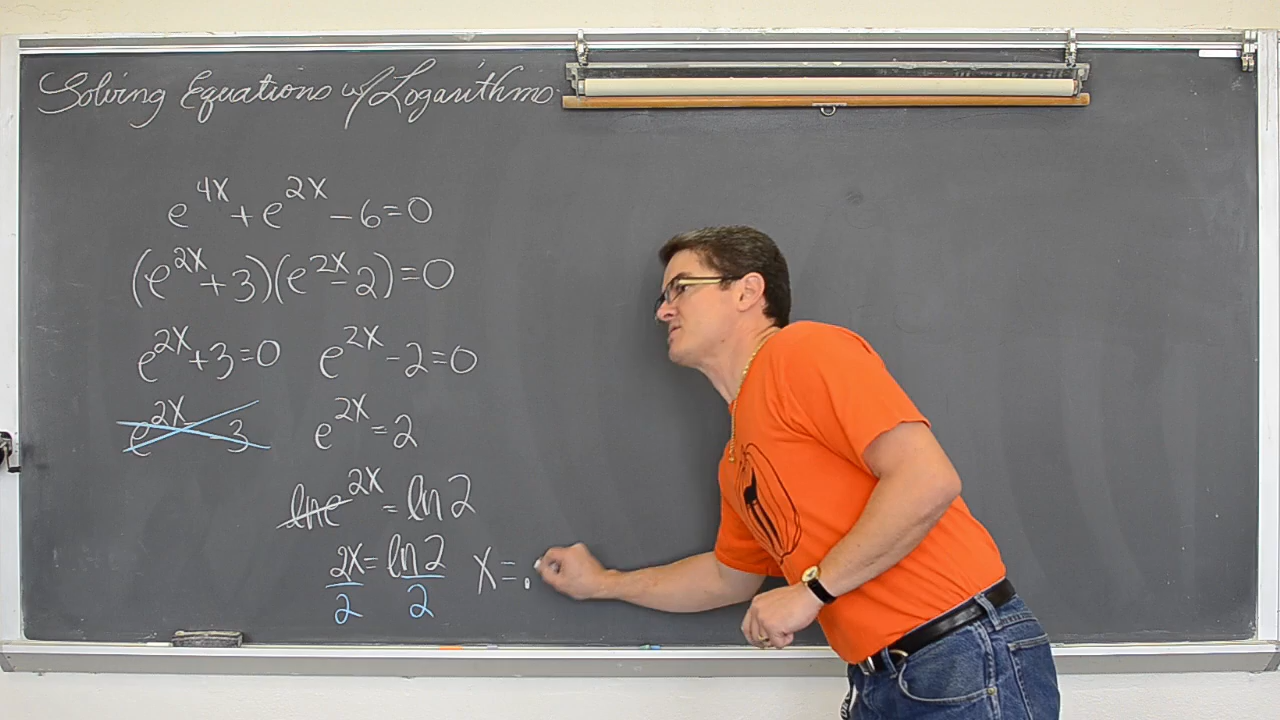 Solving Equations w/ Logarithms
e^4x + e^2x - 6 = 0
(e^2x + 3)(e^2x - 2) = 0
e^2x + 3 = 0 e^2x - 2 = 0
e^2x 3 e^2x = 2
ln e^2x = ln 2
2x/2 = ln 2/2 x = .